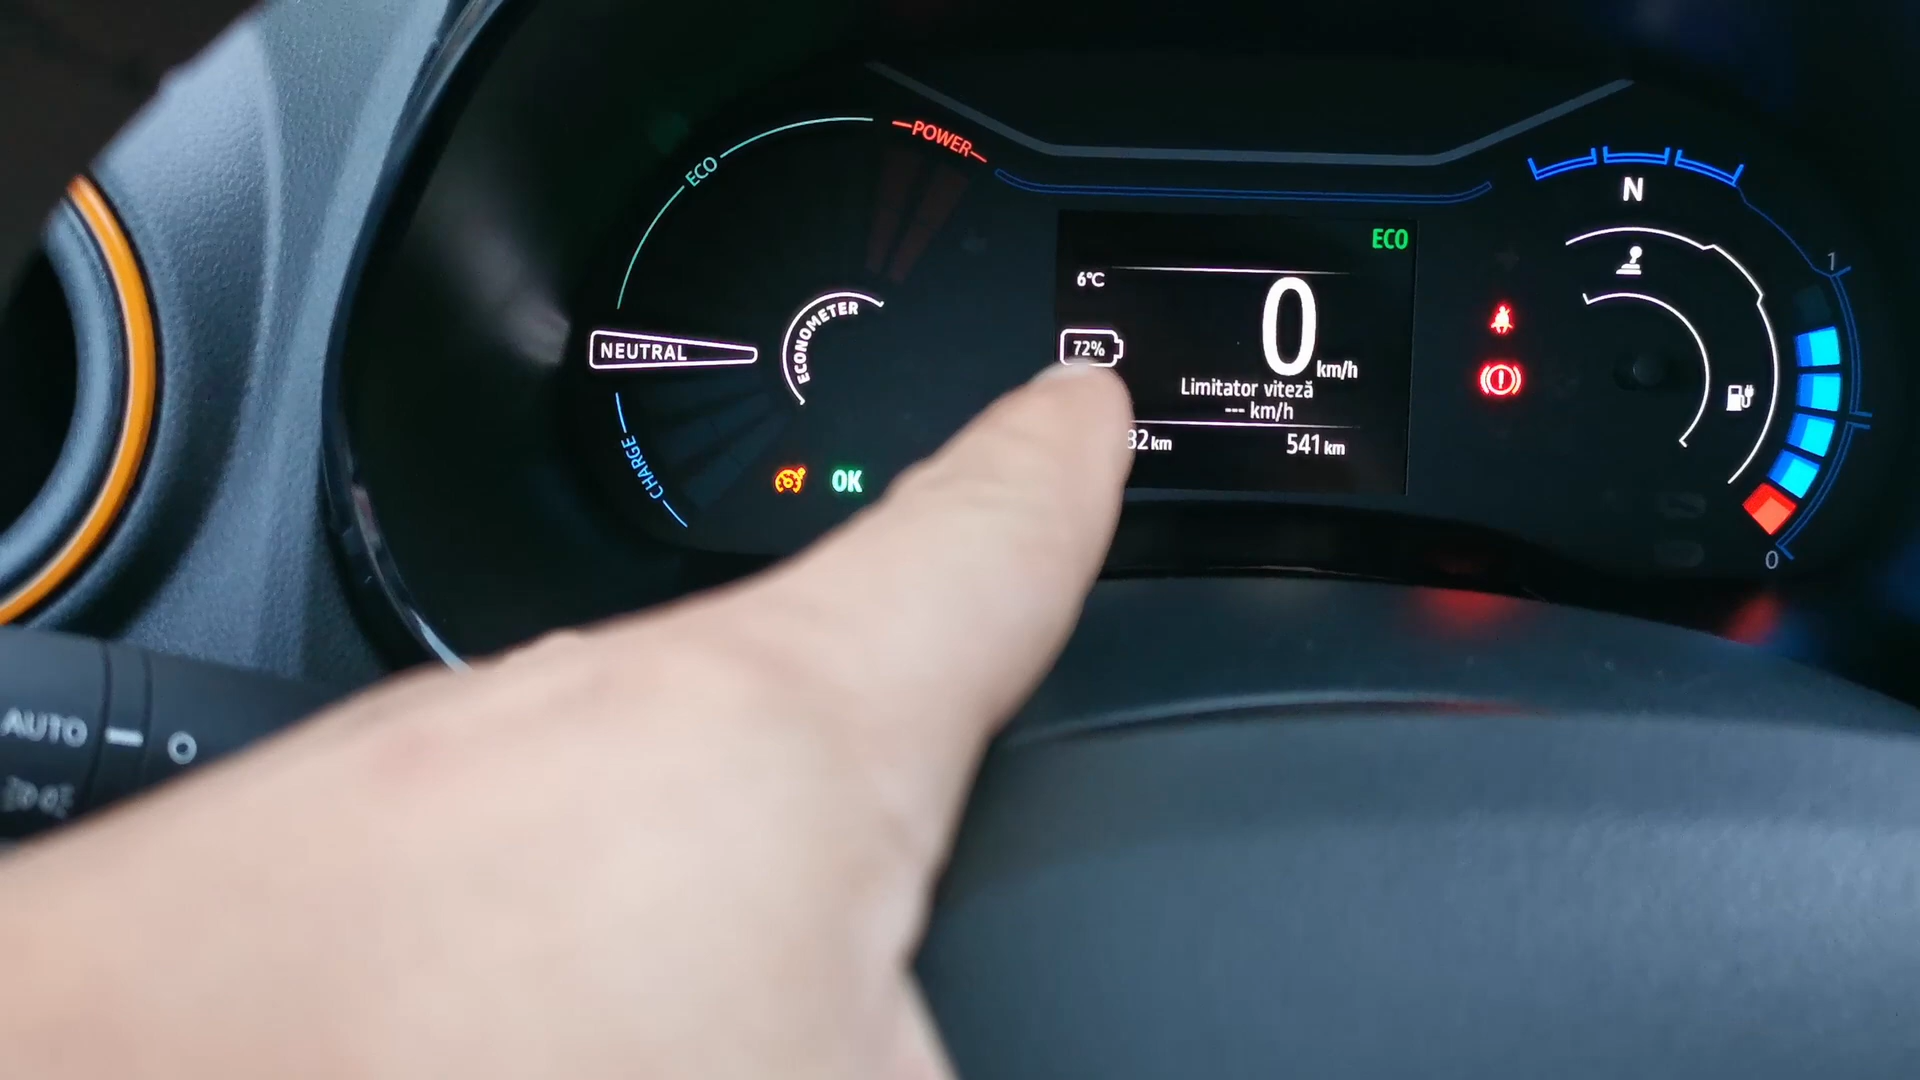 POWER
ECO
ECO
N
1
6°C
0
km/h
ECONOMETER
NEUTRAL
72%
Limitator viteză
--- km/h
82 km
541 km
CHARGE
OK
0
AUTO